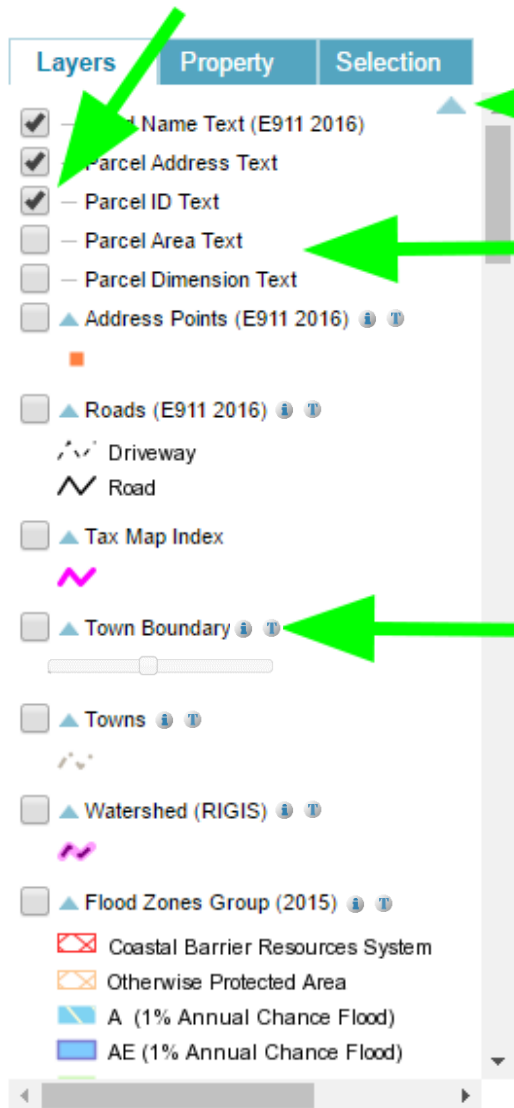 Layers Property Selection
Name Text (E911 2016)
Parcel Address Text
Parcel ID Text
Parcel Area Text
Parcel Dimension Text
Address Points (E911 2016) i T
Roads (E911 2016) i T
Driveway
Road
Tax Map Index
Town Boundary i T
Towns i T
Watershed (RIGIS) i T
Flood Zones Group (2015) i T
Coastal Barrier Resources System
Otherwise Protected Area
A (1% Annual Chance Flood)
AE (1% Annual Chance Flood)